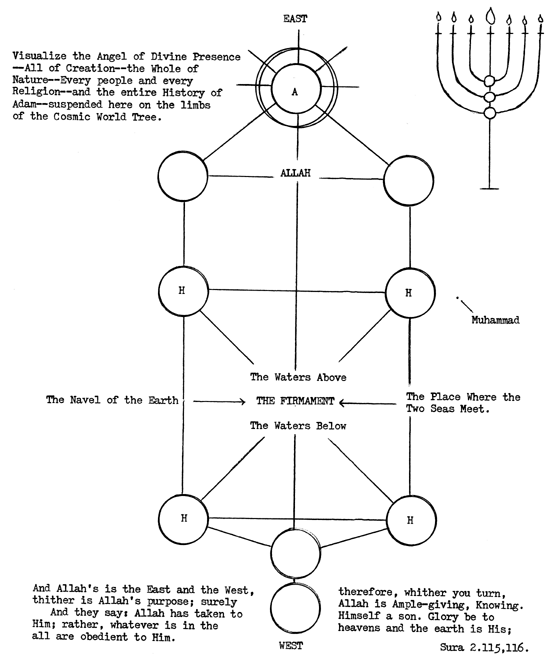 EAST
Visualize the Angel of Divine Presence
--All of Creation--the Whole of
Nature--Every people and every
Religion--and the entire History of
Adam--suspended here on the limbs
of the Cosmic World Tree.
A
ALLAH
H
H
Muhammad
The Waters Above
The Navel of the Earth
THE FIRMAMENT
The Place Where the
Two Seas Meet.
The Waters Below
H
H
And Allah's is the East and the West,
thither is Allah's purpose; surely
And they say: Allah has taken to
Him; rather, whatever is in the
all are obedient to Him.
therefore, whither you turn,
Allah is Ample-giving, Knowing.
Himself a son. Glory be to
heavens and the earth is His;
WEST
Sura 2.115,116.